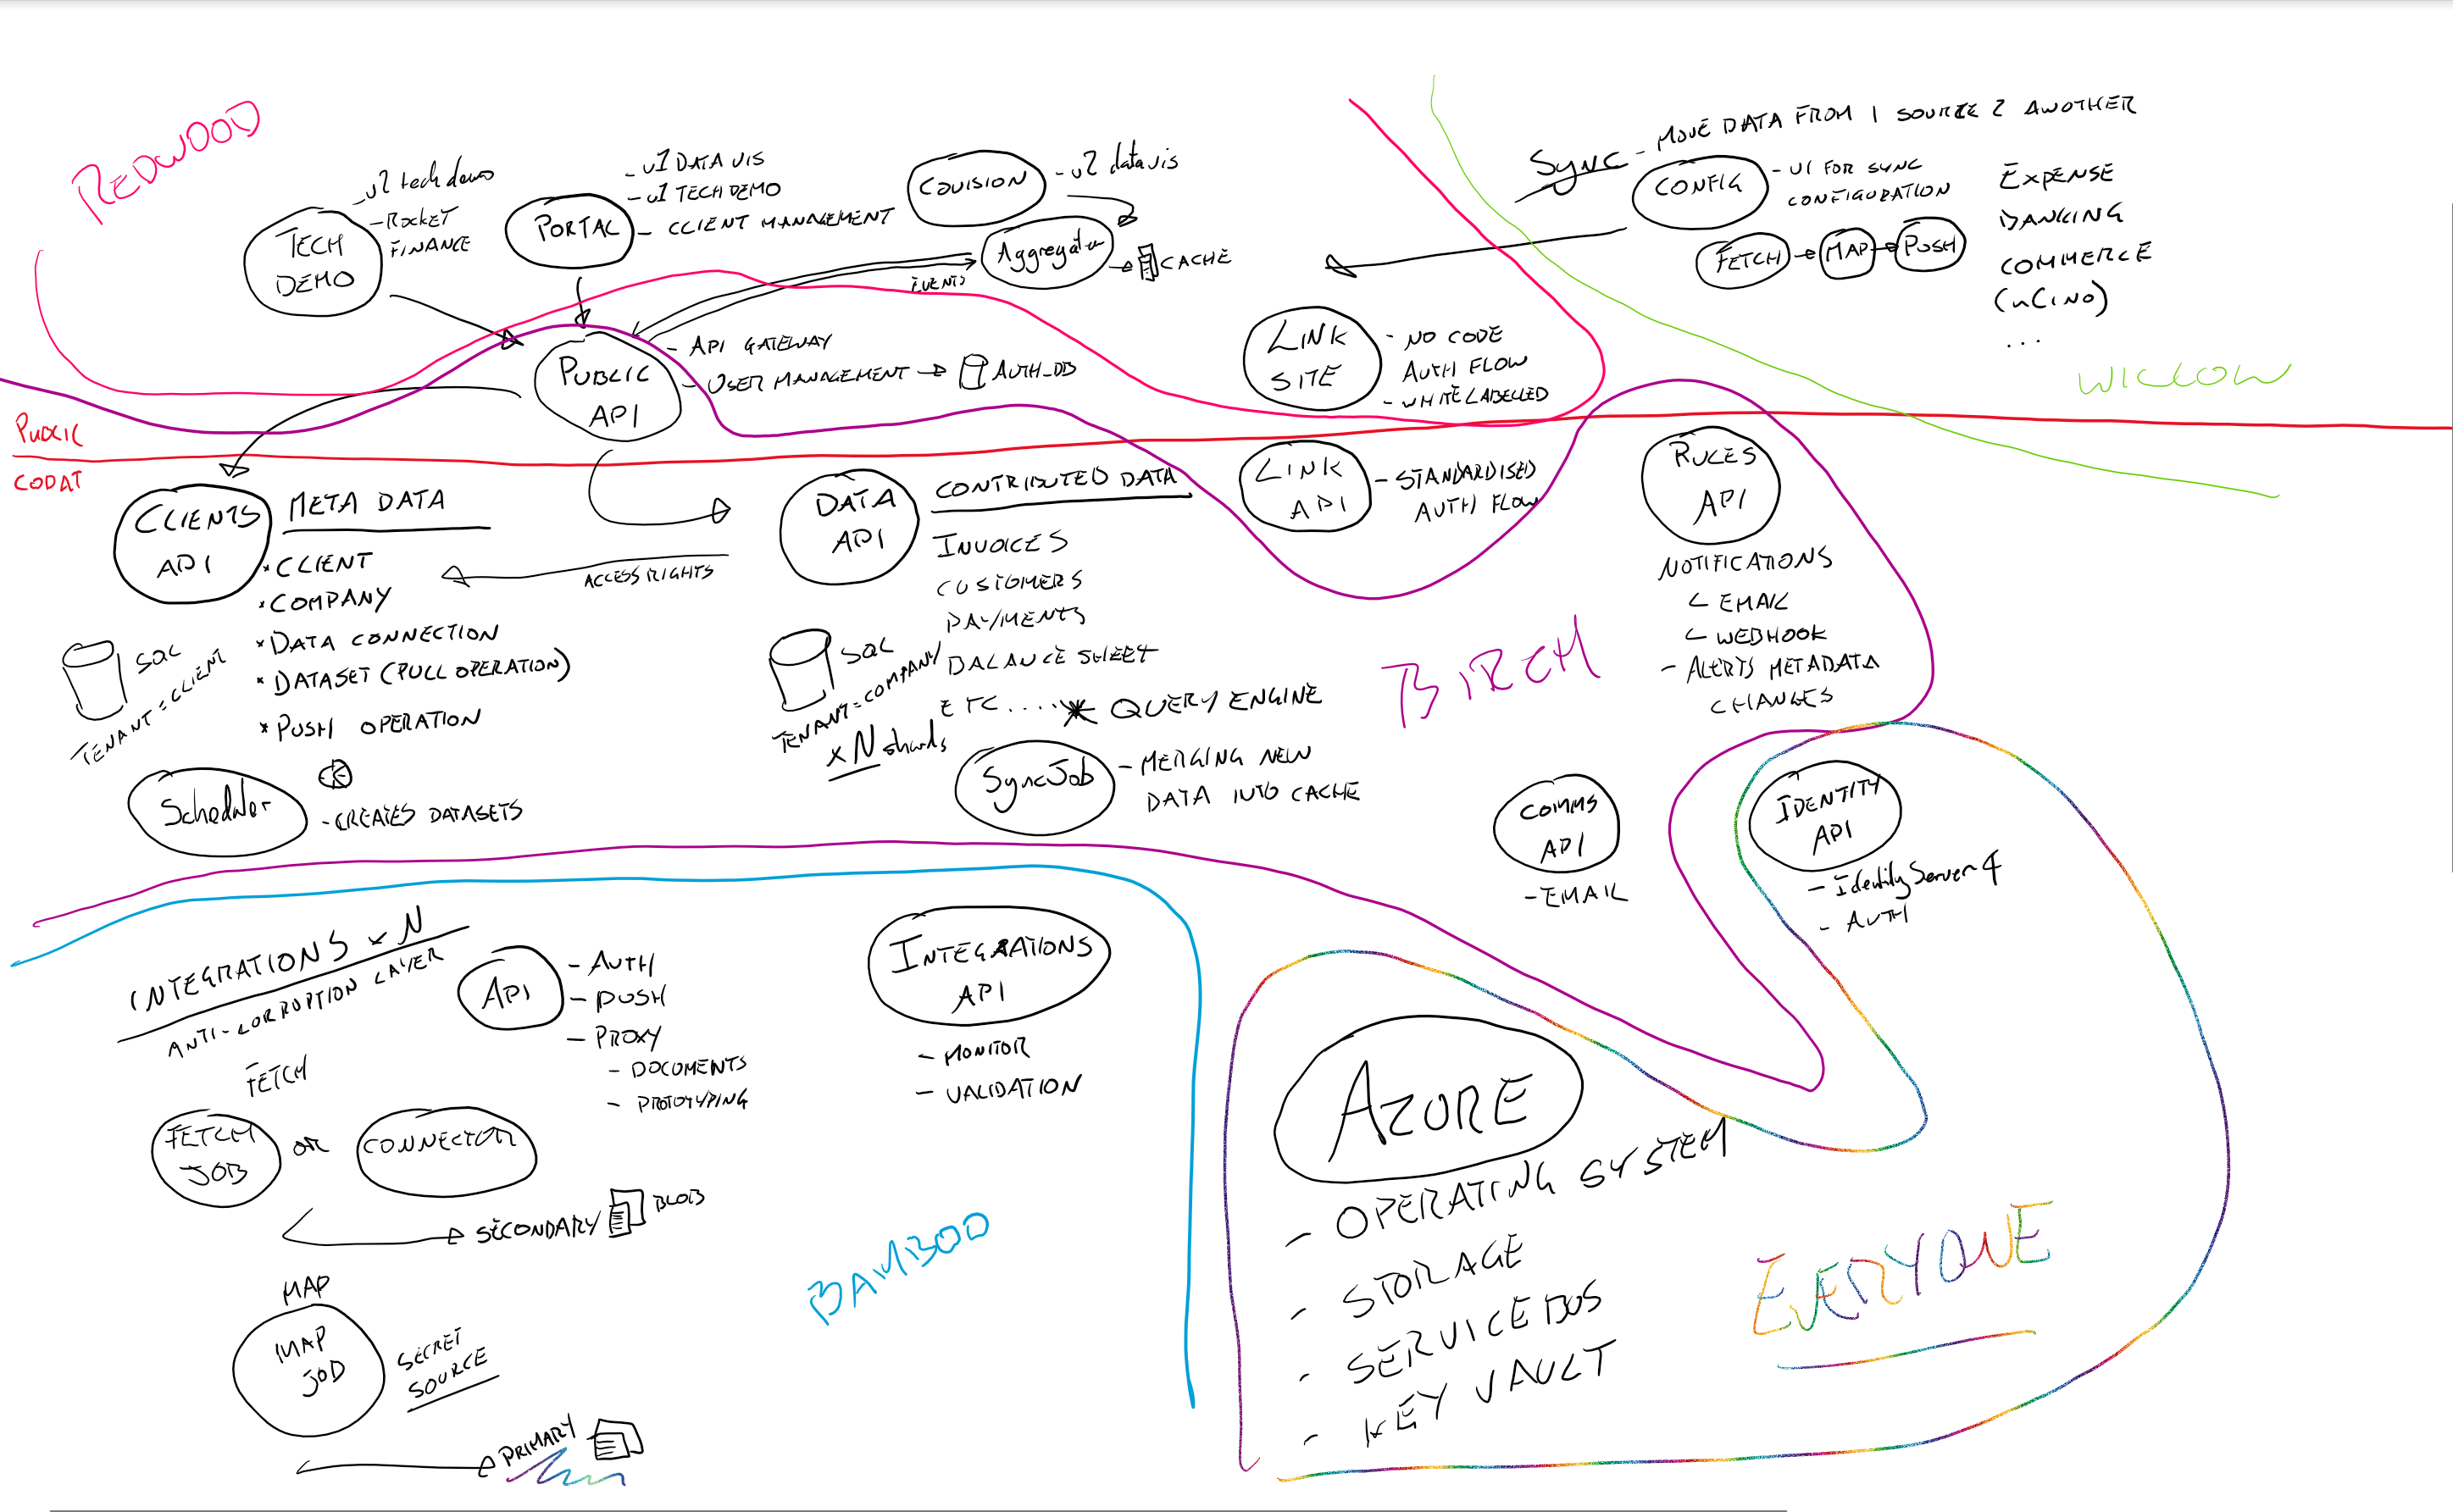 REDWOOD
TECH
DEMO
- v2 tech demo
- ROCKET
FINANCE
PORTAL
- v1 DATA VIS
- v1 TECH DEMO
- CLIENT MANAGEMENT
COVISION
- v2 data vis
Aggregator
CACHE
EVENTS
Sync - MOVE DATA FROM 1 SOURCE 2 ANOTHER
CONFIG
- UI FOR SYNC
CONFIGURATION
FETCH
MAP
PUSH
EXPENSE
BANKING
COMMERCE
(nCINO)
...
WILLOW
LINK
SITE
- NO CODE
AUTH FLOW
- WHITE LABELLED
PUBLIC
API
- API GATEWAY
- USER MANAGEMENT
AUTH_DB
PUBLIC
CODAT
CLIENTS
API
META DATA
* CLIENT
* COMPANY
* DATA CONNECTION
* DATASET (PULL OPERATION)
* PUSH OPERATION
SQL
TENANT = CLIENT
Scheduler
- CREATES DATASETS
ACCESS RIGHTS
DATA
API
CONTRIBUTED DATA
INVOICES
CUSTOMERS
PAYMENTS
BALANCE SHEET
ETC ....
* QUERY ENGINE
SQL
TENANT = COMPANY
x N shards
SyncJob
- MERGING NEW
DATA INTO CACHE
LINK
API
- STANDARDISED
AUTH FLOW
RULES
API
NOTIFICATIONS
EMAIL
WEBHOOK
- ALERTS METADATA
CHANGES
BIRCH
COMMS
API
- EMAIL
IDENTITY
API
- IdentityServer4
- AUTH
INTEGRATIONS x N
ANTI-CORRUPTION LAYER
API
- AUTH
- PUSH
- PROXY
- DOCUMENTS
- PROTOTYPING
INTEGRATIONS
API
- MONITOR
- VALIDATION
FETCH
FETCH
JOB
OR
CONNECTOR
SECONDARY
BLOB
MAP
MAP
JOB
SECRET
SOURCE
PRIMARY
BAMBOO
AZURE
- OPERATING SYSTEM
- STORAGE
- SERVICE BUS
- KEY VAULT
EVERYONE